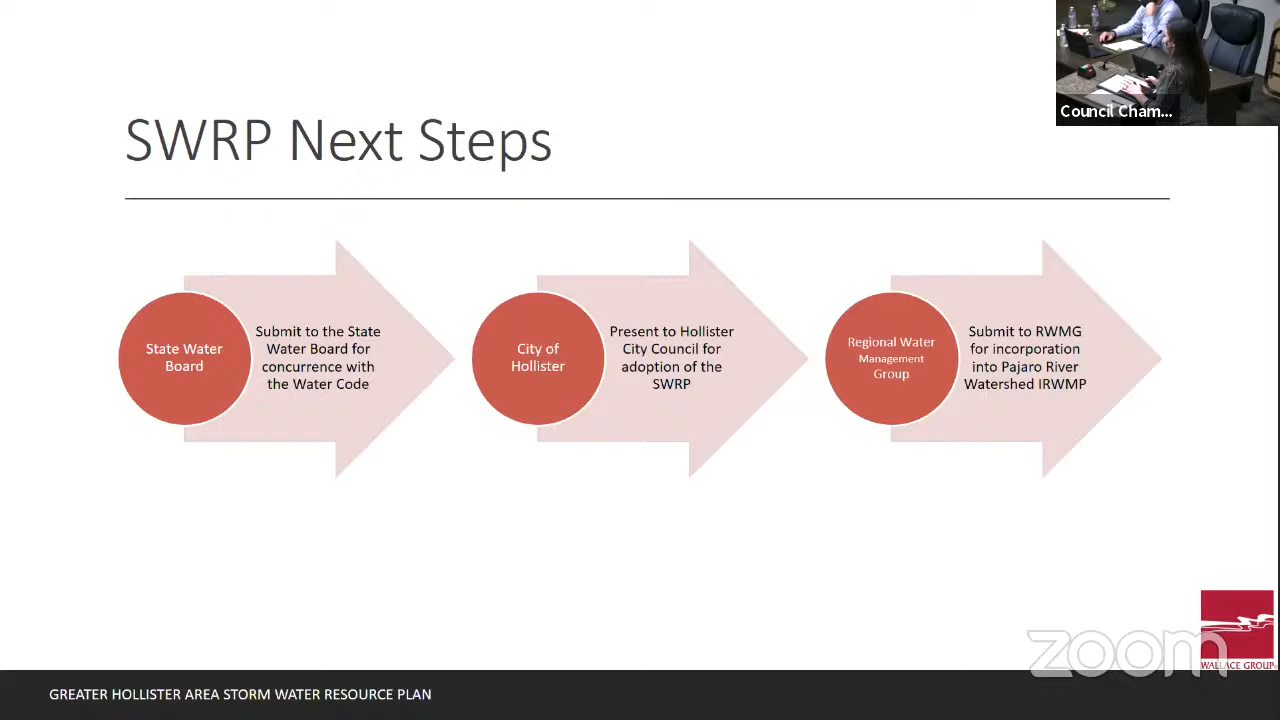 Council Cham...
SWRP Next Steps
State Water
Board
Submit to the State
Water Board for
concurrence with
the Water Code
City of
Hollister
Present to Hollister
City Council for
adoption of the
SWRP
Regional Water
Management
Group
Submit to RWMG
for incorporation
into Pajaro River
Watershed IRWMP
zoom
WALLACE GROUP
GREATER HOLLISTER AREA STORM WATER RESOURCE PLAN